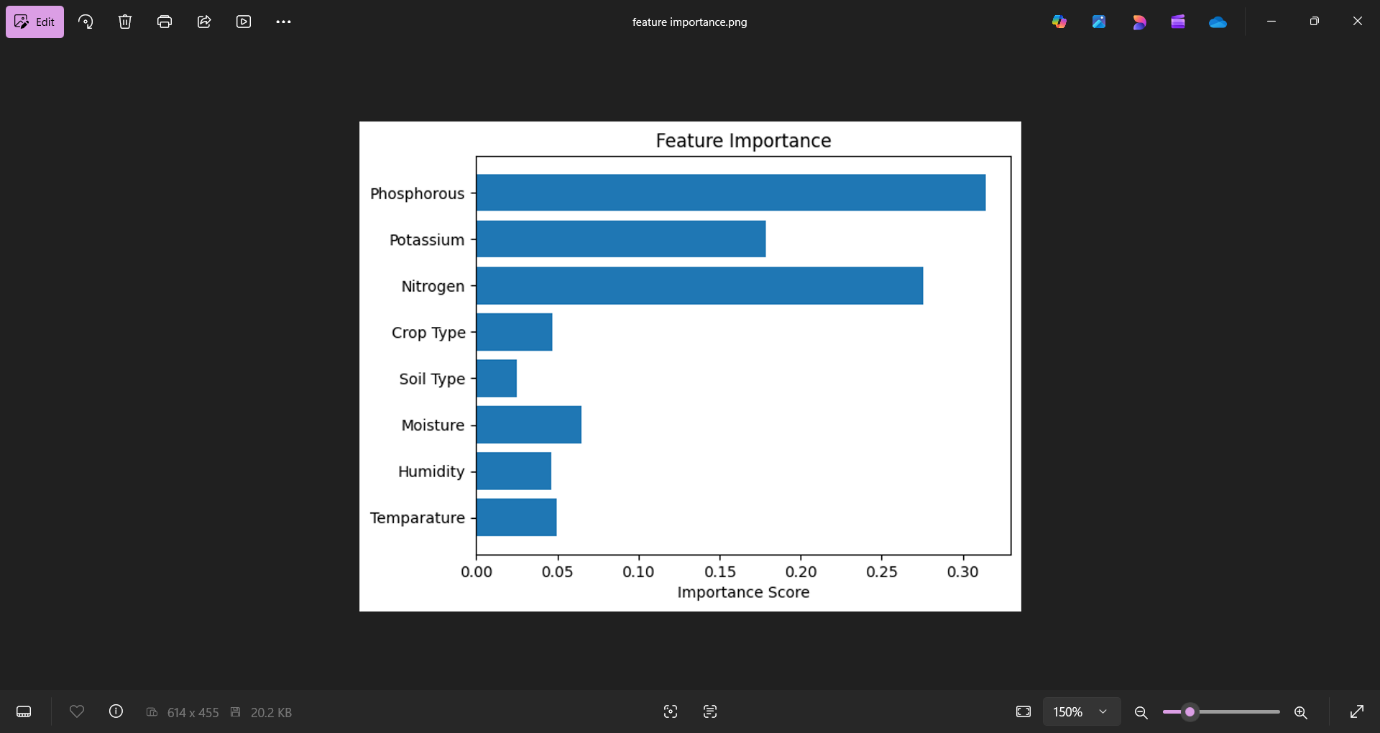 Edit
feature importance.png
Feature Importance
Phosphorous
Potassium
Nitrogen
Crop Type
Soil Type
Moisture
Humidity
Temparature
0.00 0.05 0.10 0.15 0.20 0.25 0.30
Importance Score
614 x 455 20.2 KB 150%